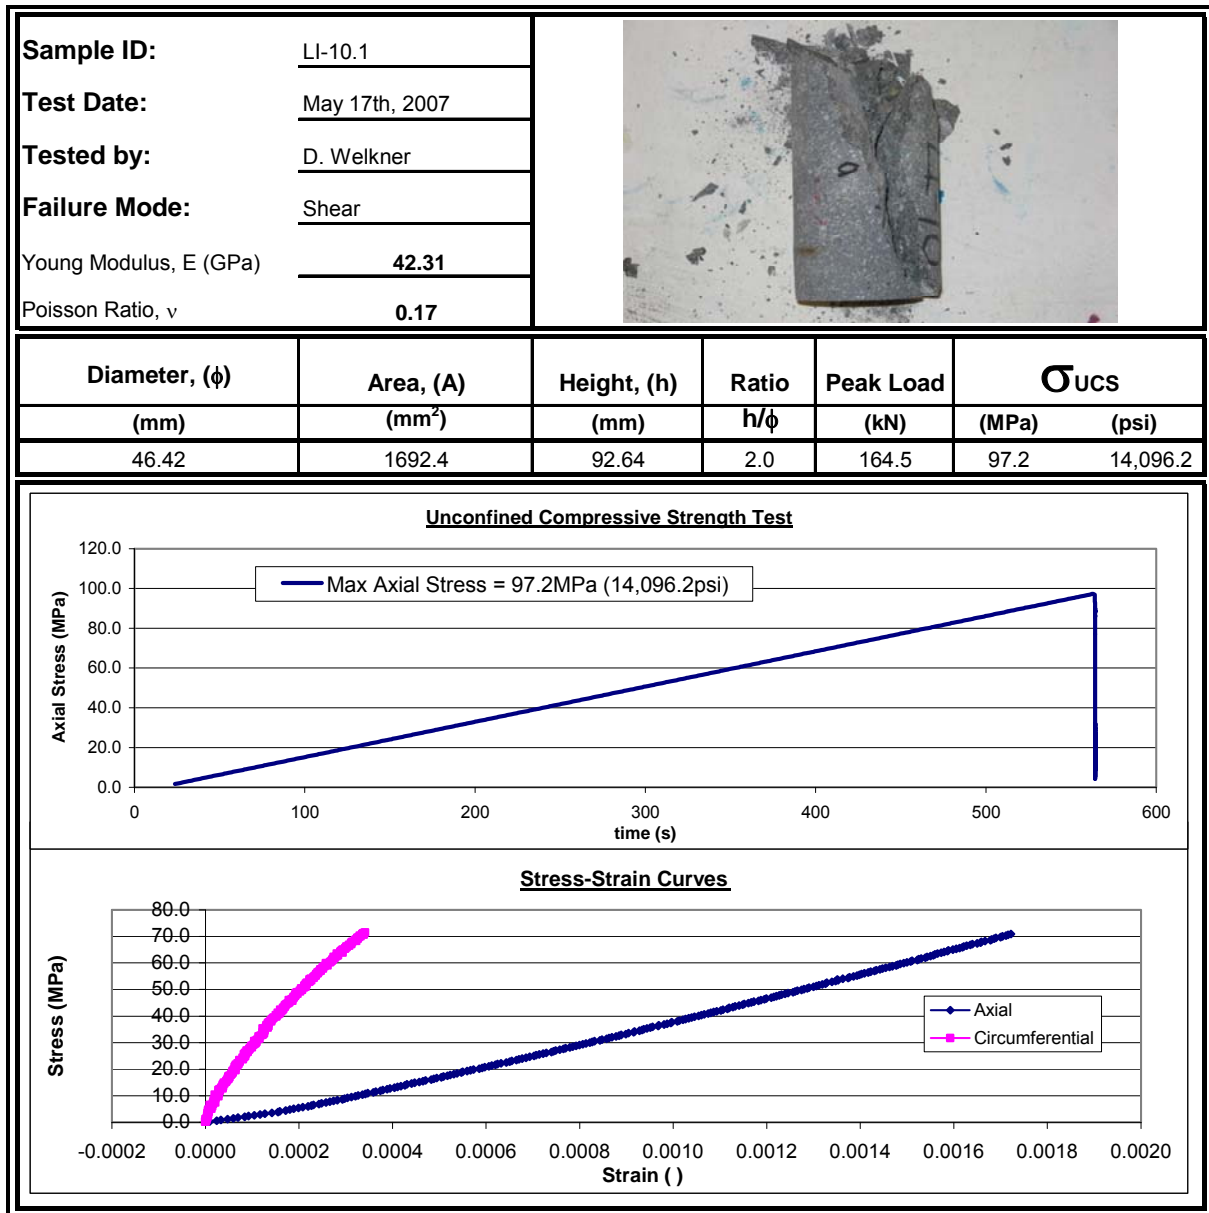 Sample ID: LI-10.1
Test Date: May 17th, 2007
Tested by: D. Welkner
Failure Mode: Shear
Young Modulus, E (GPa) 42.31
Poisson Ratio, ν 0.17
Diameter, (ϕ) Area, (A) Height, (h) Ratio Peak Load σUCS
(mm) (mm²) (mm) h/ϕ (kN) (MPa) (psi)
46.42 1692.4 92.64 2.0 164.5 97.2 14,096.2
Unconfined Compressive Strength Test
Max Axial Stress = 97.2MPa (14,096.2psi)
Axial Stress (MPa)
120.0
100.0
80.0
60.0
40.0
20.0
0.0
0 100 200 300 400 500 600
time (s)
Stress-Strain Curves
Stress (MPa)
80.0
70.0
60.0
50.0
40.0
30.0
20.0
10.0
0.0
Axial
Circumferential
-0.0002 0.0000 0.0002 0.0004 0.0006 0.0008 0.0010 0.0012 0.0014 0.0016 0.0018 0.0020
Strain ( )